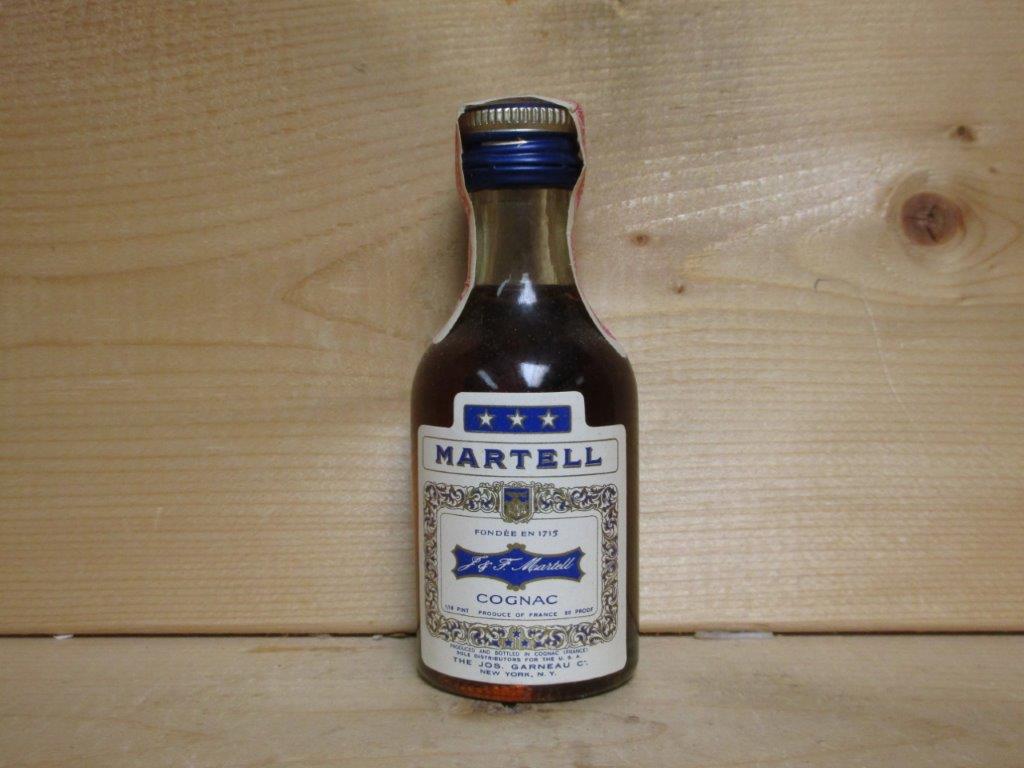 MARTELL
FONDÉE EN 1715
J & F. Martell
COGNAC
1/10 PINT PRODUCE OF FRANCE 80 PROOF
PRODUCED AND BOTTLED IN COGNAC (FRANCE)
SOLE DISTRIBUTORS FOR THE U. S. A.
THE JOS. GARNEAU Co.
NEW YORK, N. Y.